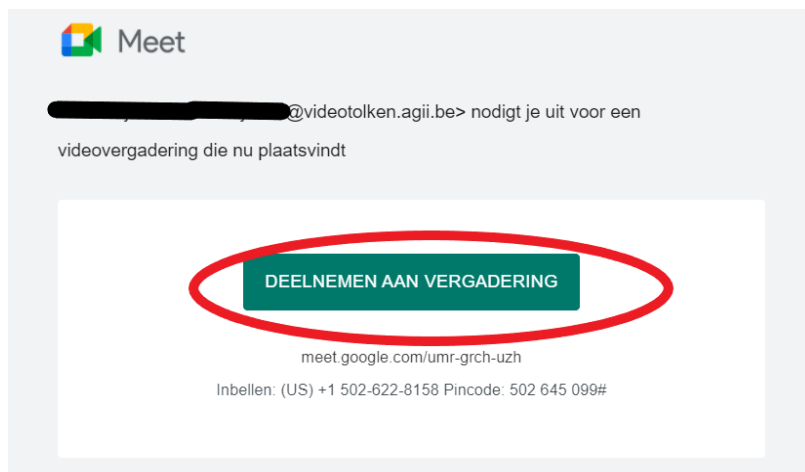 Meet
@videotolken.agii.be> nodigt je uit voor een
videovergadering die nu plaatsvindt
DEELNEMEN AAN VERGADERING
meet.google.com/umr-grch-uzh
Inbellen: (US) +1 502-622-8158 Pincode: 502 645 099#